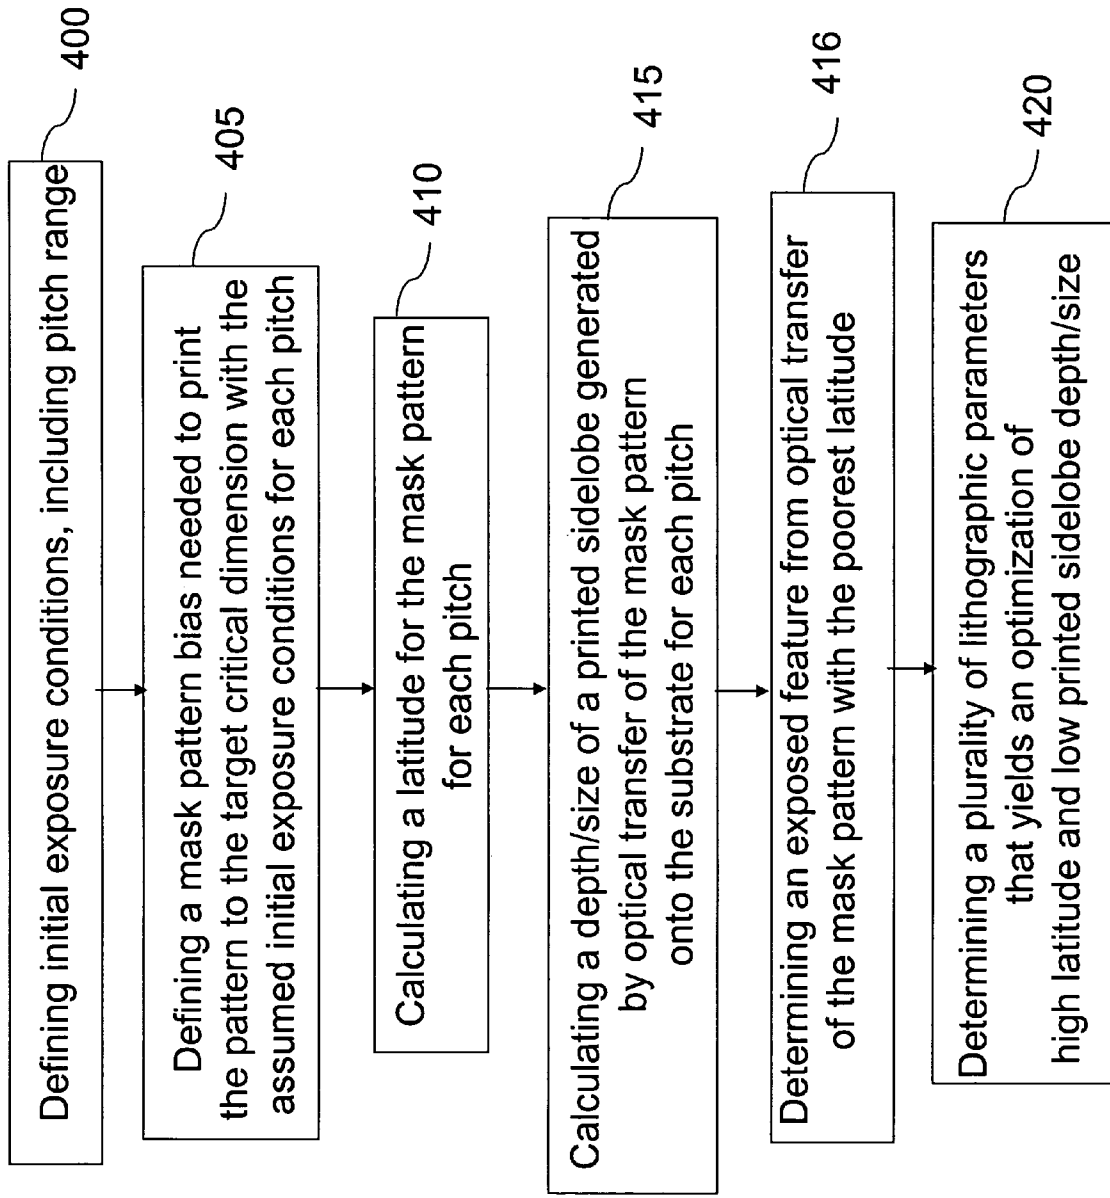 Defining initial exposure conditions, including pitch range
400
Defining a mask pattern bias needed to print
the pattern to the target critical dimension with the
assumed initial exposure conditions for each pitch
405
Calculating a latitude for the mask pattern
for each pitch
410
Calculating a depth/size of a printed sidelobe generated
by optical transfer of the mask pattern
onto the substrate for each pitch
415
Determining an exposed feature from optical transfer
of the mask pattern with the poorest latitude
416
Determining a plurality of lithographic parameters
that yields an optimization of
high latitude and low printed sidelobe depth/size
420